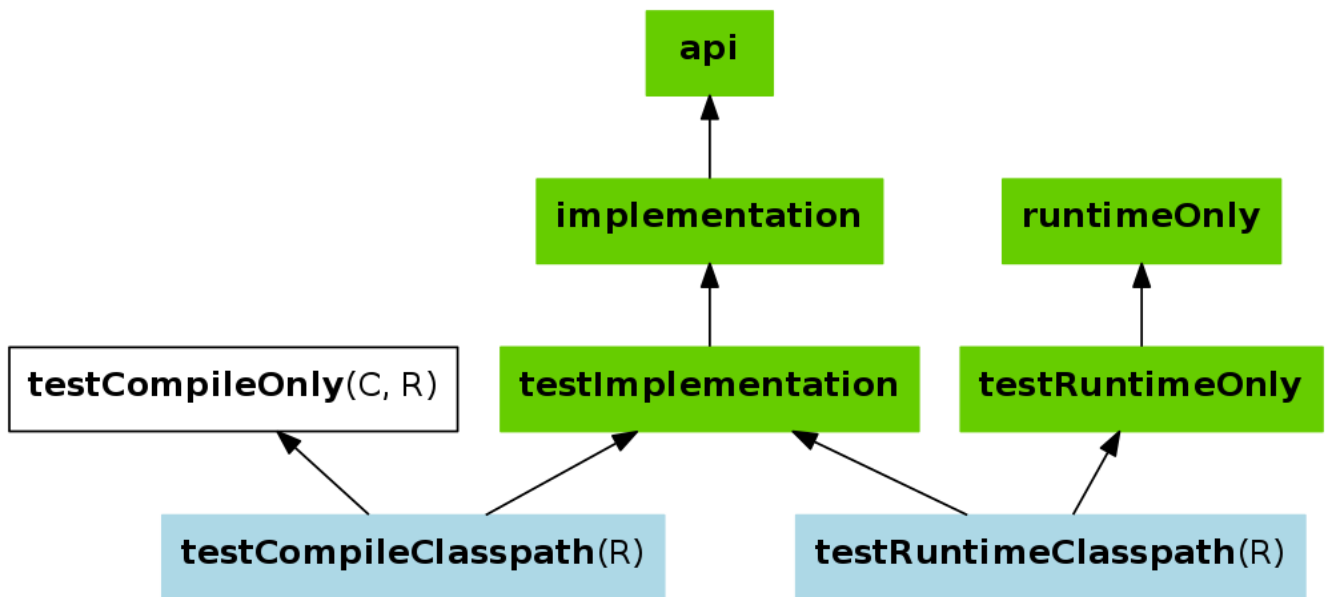 api
implementation
runtimeOnly
testCompileOnly(C, R)
testImplementation
testRuntimeOnly
testCompileClasspath(R)
testRuntimeClasspath(R)